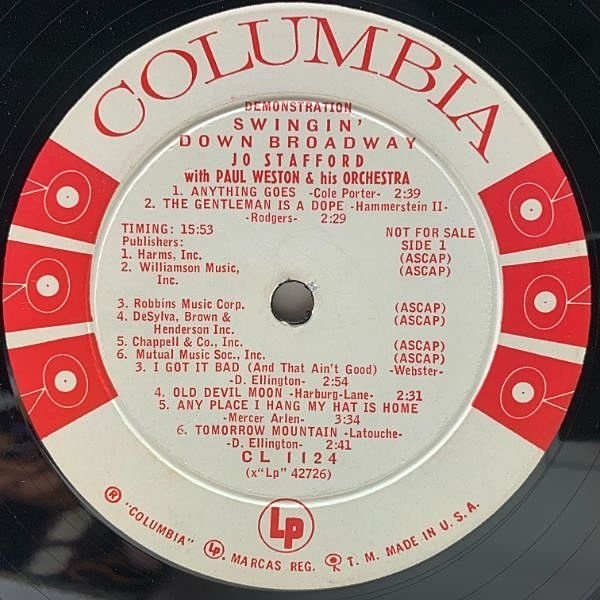 COLUMBIA
DEMONSTRATION
SWINGIN'
DOWN BROADWAY
JO STAFFORD
with PAUL WESTON & his ORCHESTRA
1. ANYTHING GOES -Cole Porter- 2:39
2. THE GENTLEMAN IS A DOPE -Hammerstein II-
-Rodgers- 2:29
TIMING: 15:53
Publishers:
1. Harms, Inc.
2. Williamson Music,
Inc.
3. Robbins Music Corp.
4. DeSylva, Brown &
Henderson Inc.
5. Chappell & Co., Inc.
6. Mutual Music Soc., Inc.
NOT FOR SALE
SIDE 1
(ASCAP)
(ASCAP)
(ASCAP)
(ASCAP)
(ASCAP)
(ASCAP)
3. I GOT IT BAD (And That Ain't Good) -Webster-
-D. Ellington- 2:54
4. OLD DEVIL MOON -Harburg-Lane- 2:31
5. ANY PLACE I HANG MY HAT IS HOME
-Mercer Arlen- 3:34
6. TOMORROW MOUNTAIN -Latouche-
-D. Ellington- 2:41
CL 1124
(x"Lp" 42726)
Lp
® "COLUMBIA" Lp. MARCAS REG. T. M. MADE IN U. S. A.